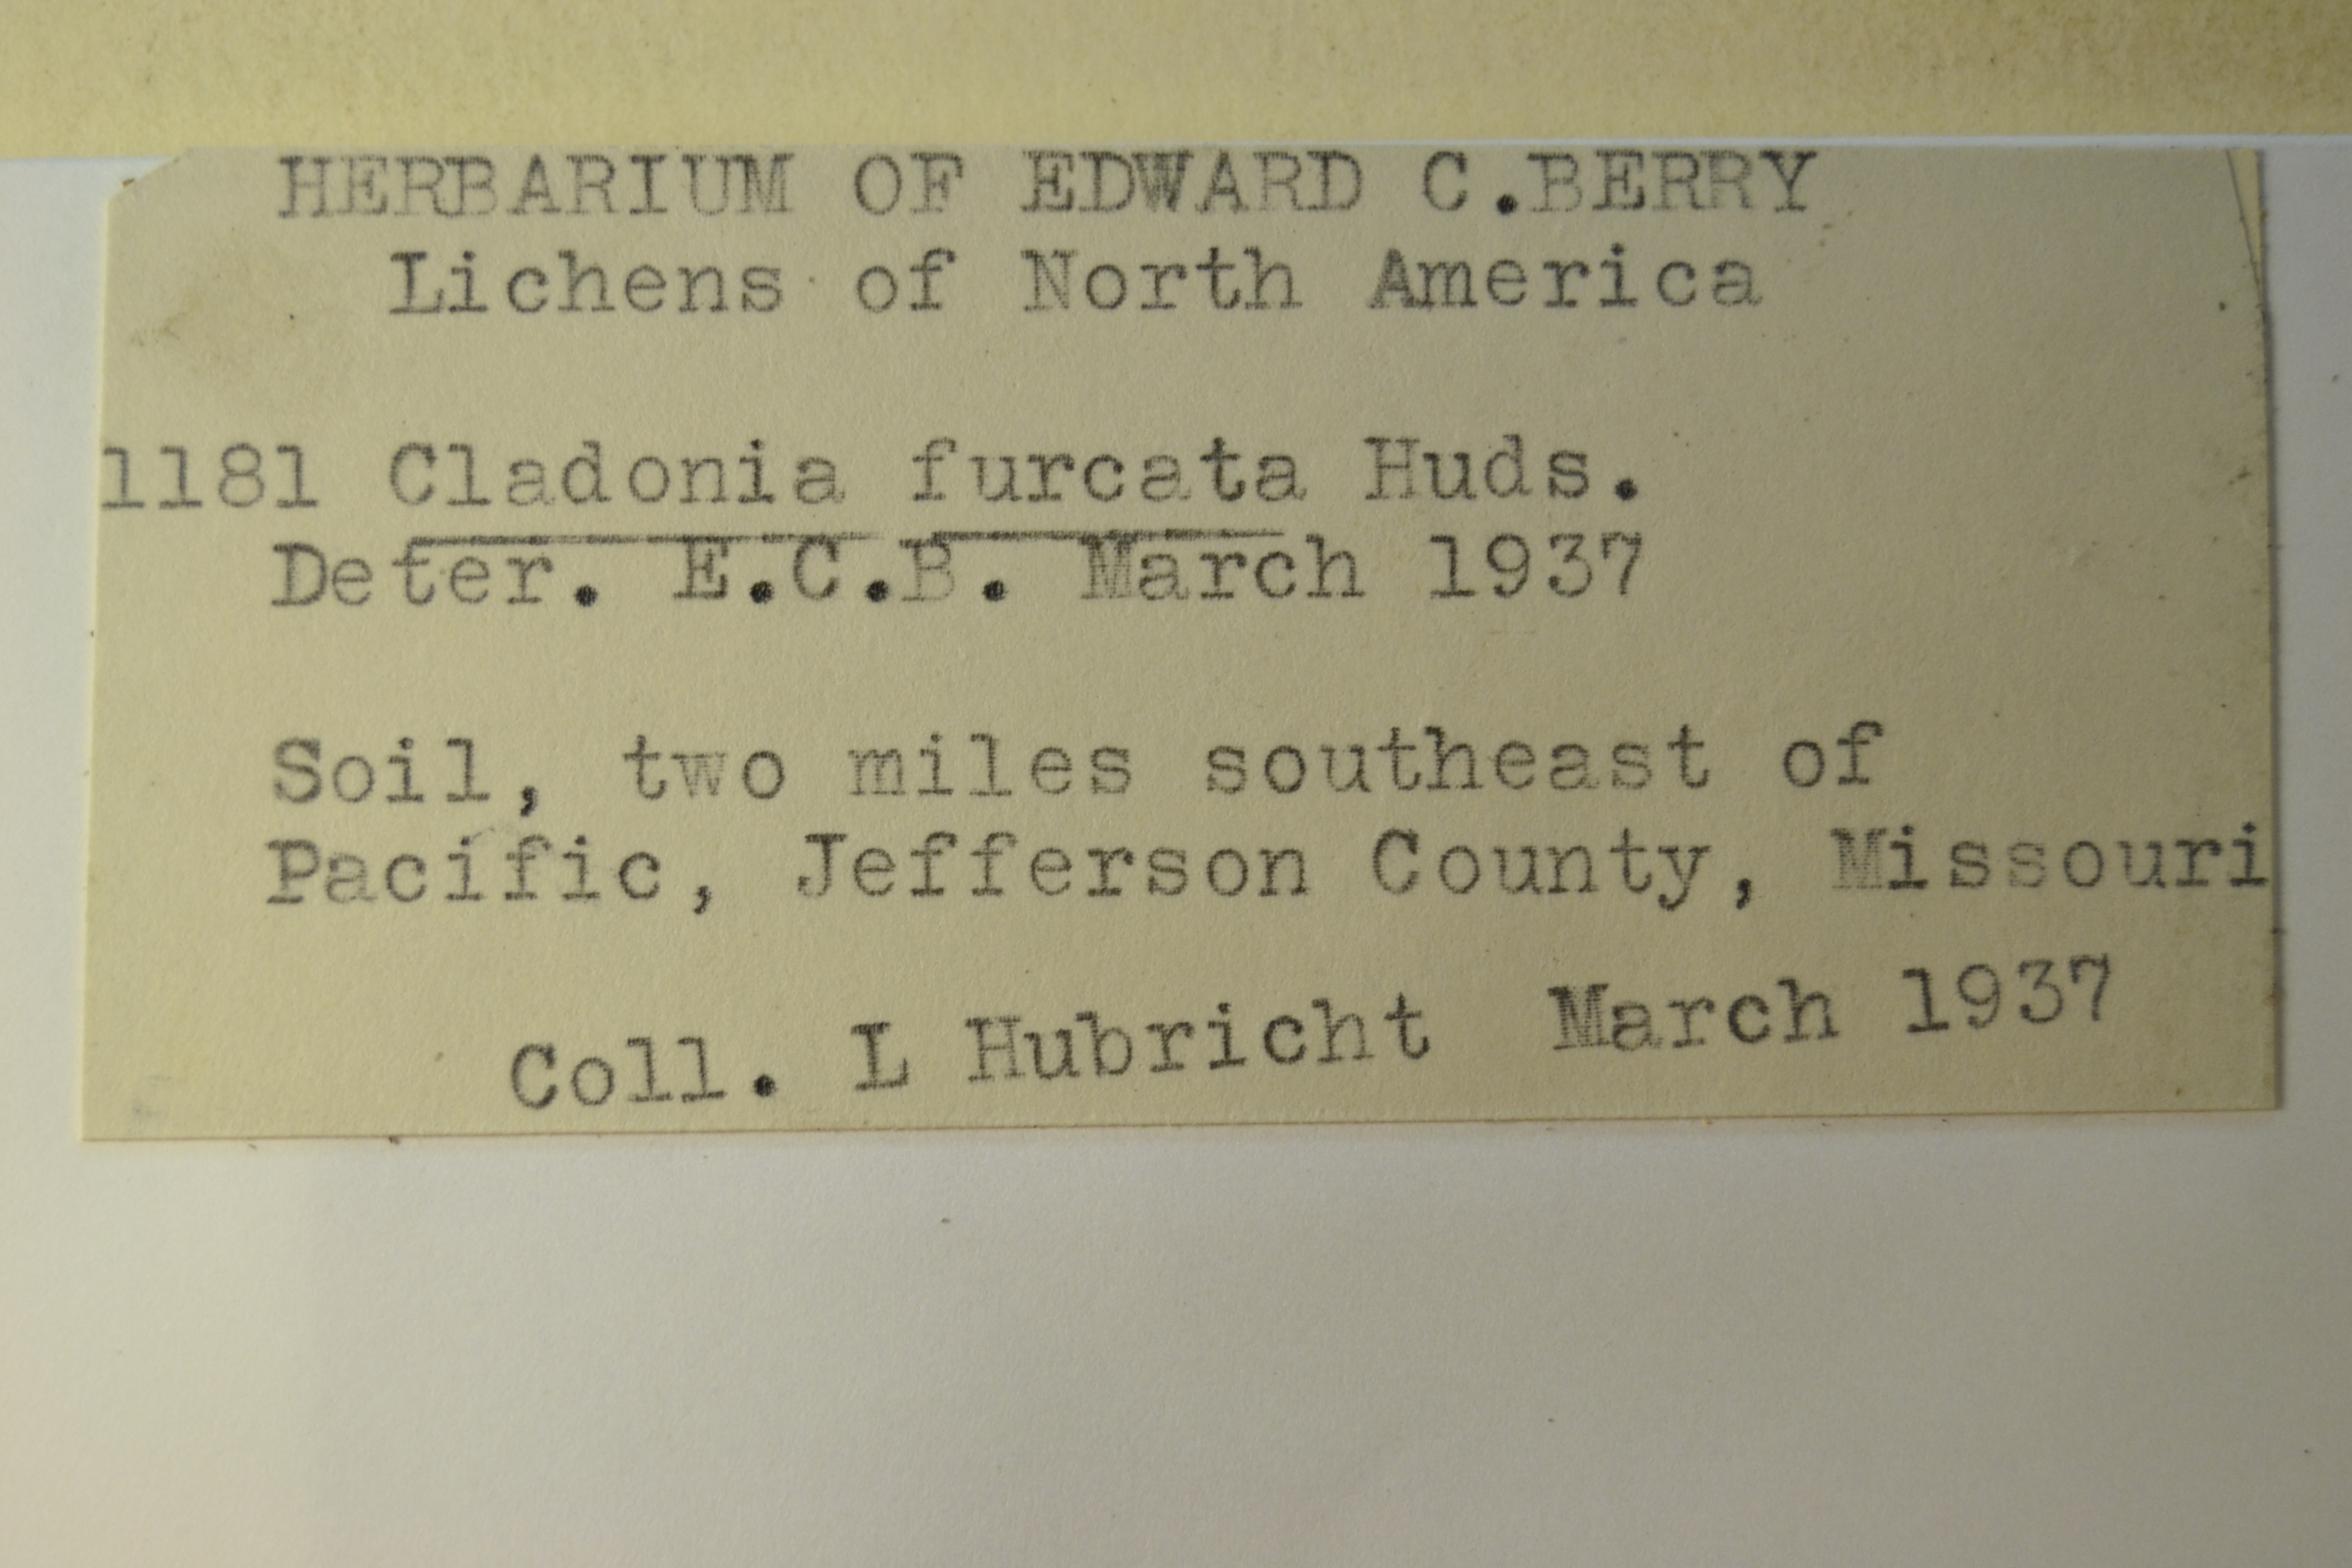 HERBARIUM OF EDWARD C.BERRY
Lichens of North America
1181 Cladonia furcata Huds.
Deter. E.C.B. March 1937
Soil, two miles southeast of
Pacific, Jefferson County, Missouri
Coll. L Hubricht March 1937